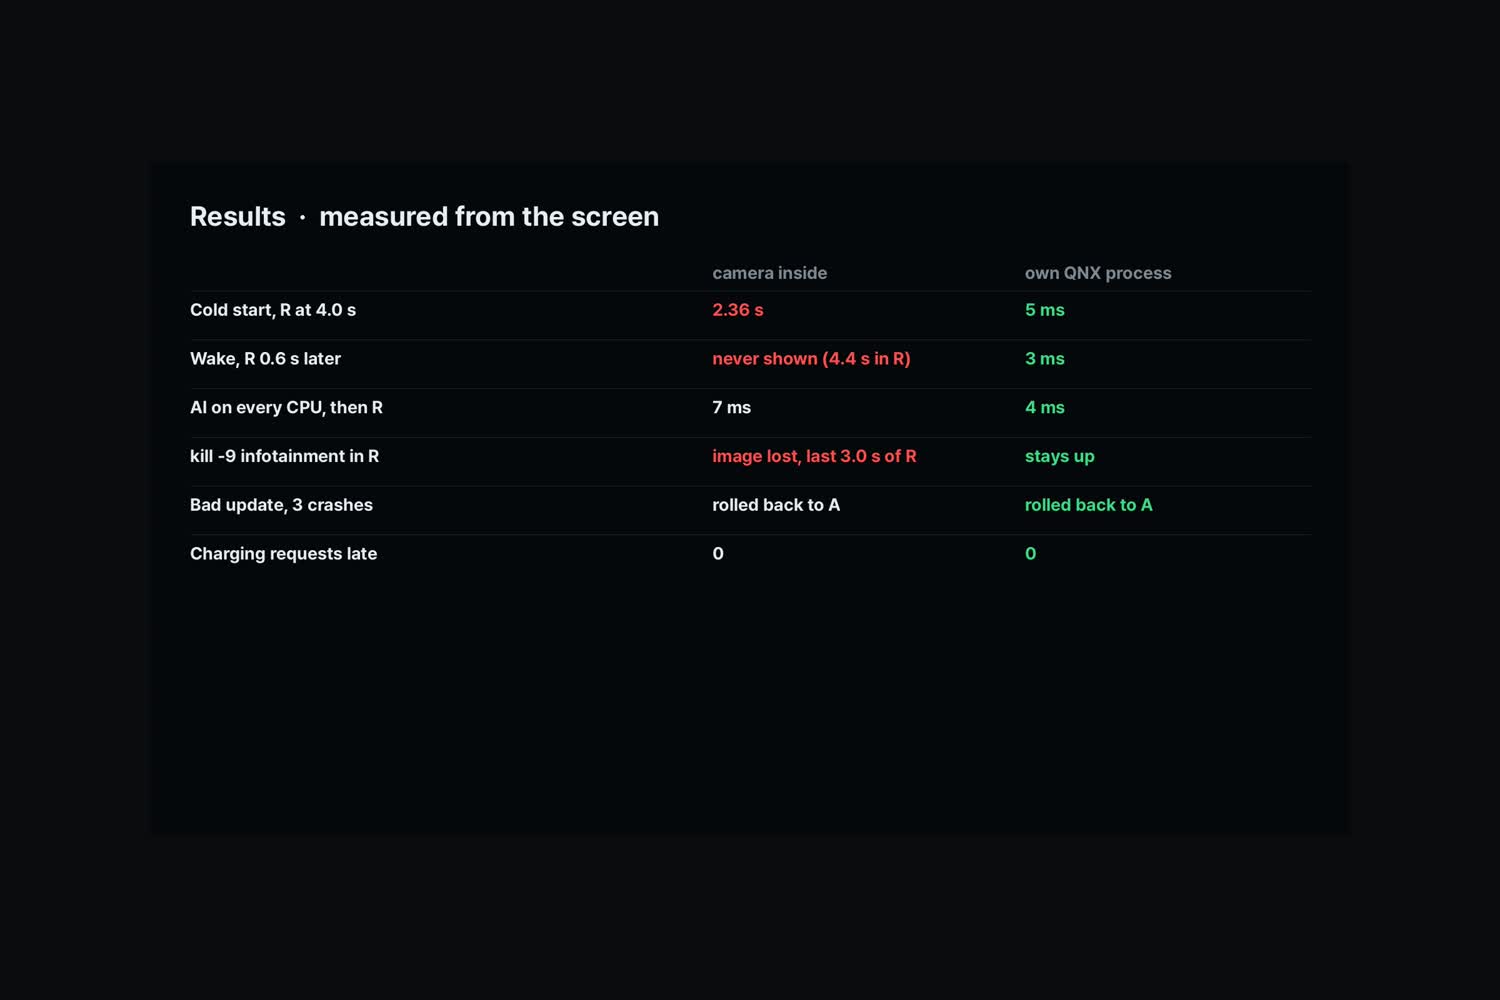 Results · measured from the screen
camera inside own QNX process
Cold start, R at 4.0 s 2.36 s 5 ms
Wake, R 0.6 s later never shown (4.4 s in R) 3 ms
AI on every CPU, then R 7 ms 4 ms
kill -9 infotainment in R image lost, last 3.0 s of R stays up
Bad update, 3 crashes rolled back to A rolled back to A
Charging requests late 0 0